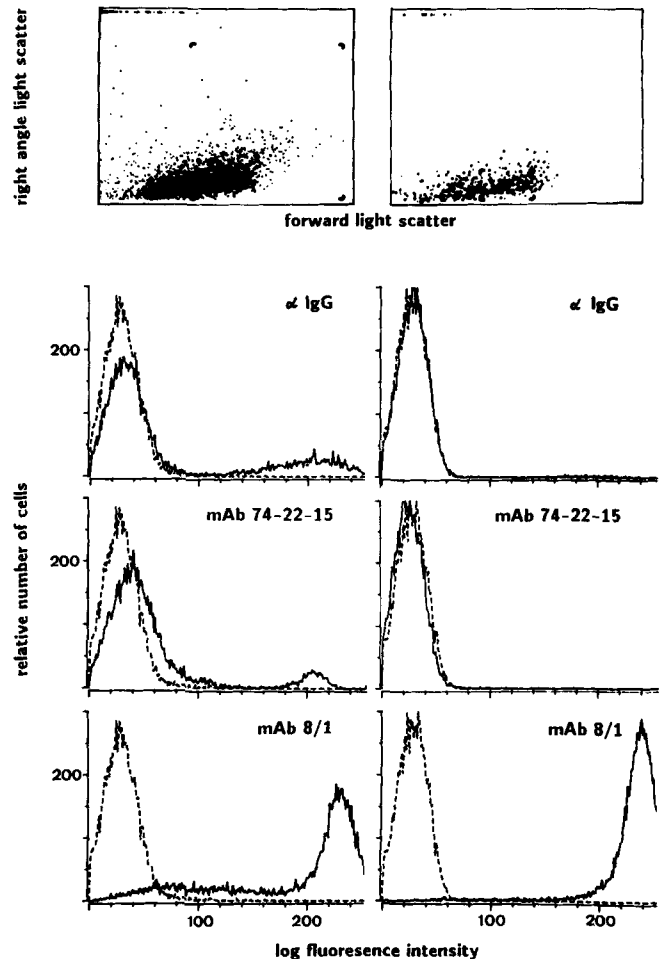 right angle light scatter
forward light scatter
α IgG
α IgG
200
mAb 74-22-15
mAb 74-22-15
200
relative number of cells
mAb 8/1
mAb 8/1
200
100 200 100 200
log fluoresence intensity